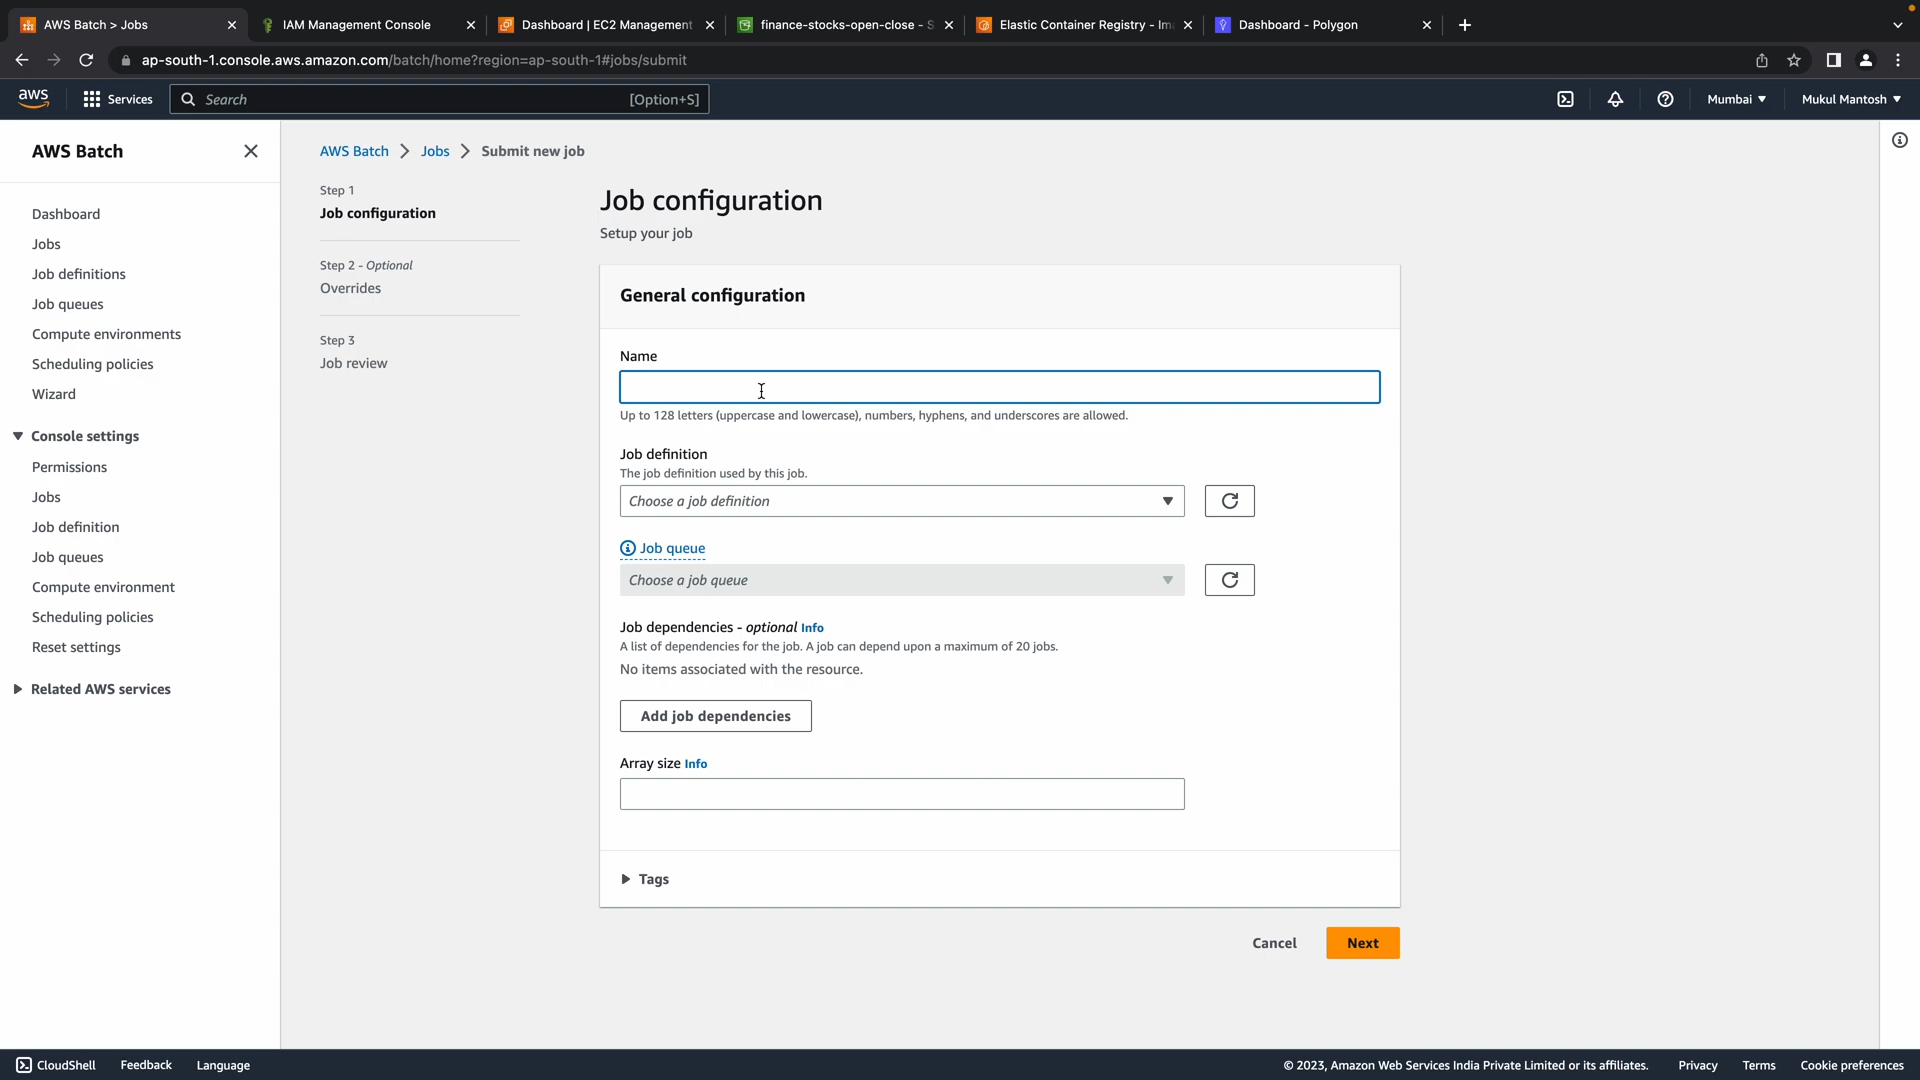 AWS Batch > Jobs
IAM Management Console
Dashboard | EC2 Management
finance-stocks-open-close - S
Elastic Container Registry - Im
Dashboard - Polygon
ap-south-1.console.aws.amazon.com/batch/home?region=ap-south-1#jobs/submit
aws
Services
Search
[Option+S]
Mumbai
Mukul Mantosh
AWS Batch
Dashboard
Jobs
Job definitions
Job queues
Compute environments
Scheduling policies
Wizard
Console settings
Permissions
Jobs
Job definition
Job queues
Compute environment
Scheduling policies
Reset settings
Related AWS services
AWS Batch > Jobs > Submit new job
Step 1
Job configuration
Step 2 - Optional
Overrides
Step 3
Job review
Job configuration
Setup your job
General configuration
Name
Up to 128 letters (uppercase and lowercase), numbers, hyphens, and underscores are allowed.
Job definition
The job definition used by this job.
Choose a job definition
Job queue
Choose a job queue
Job dependencies - optional Info
A list of dependencies for the job. A job can depend upon a maximum of 20 jobs.
No items associated with the resource.
Add job dependencies
Array size Info
Tags
Cancel
Next
CloudShell
Feedback
Language
© 2023, Amazon Web Services India Private Limited or its affiliates.
Privacy
Terms
Cookie preferences